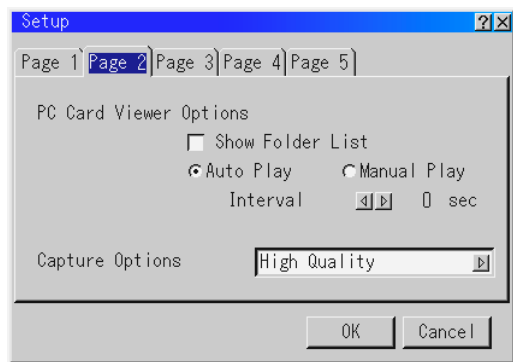 Setup
Page 1 Page 2 Page 3 Page 4 Page 5
PC Card Viewer Options
Show Folder List
Auto Play Manual Play
Interval 0 sec
Capture Options High Quality
OK Cancel